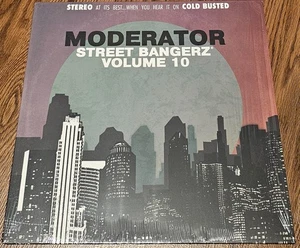 STEREO AT ITS BEST...WHEN YOU HEAR IT ON COLD BUSTED
MODERATOR
STREET BANGERZ
VOLUME 10